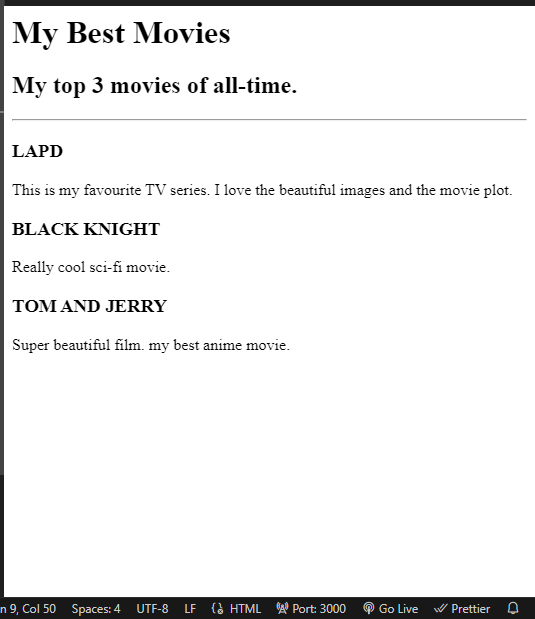 My Best Movies
My top 3 movies of all-time.
LAPD
This is my favourite TV series. I love the beautiful images and the movie plot.
BLACK KNIGHT
Really cool sci-fi movie.
TOM AND JERRY
Super beautiful film. my best anime movie.
n 9, Col 50 Spaces: 4 UTF-8 LF HTML Port: 3000 Go Live Prettier